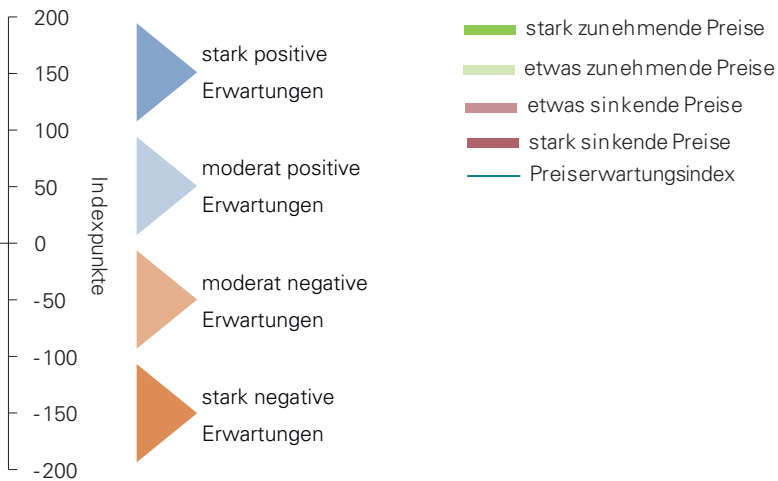 200
150
100
50
0
-50
-100
-150
-200
Indexpunkte
stark positive
Erwartungen
moderat positive
Erwartungen
moderat negative
Erwartungen
stark negative
Erwartungen
stark zunehmende Preise
etwas zunehmende Preise
etwas sinkende Preise
stark sinkende Preise
Preiserwartungsindex